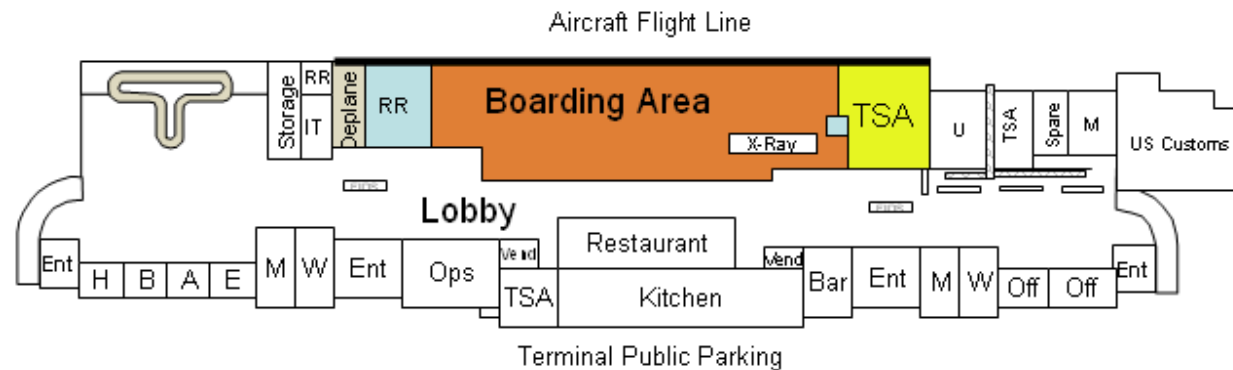 Aircraft Flight Line
Storage
RR
IT
Deplane
RR
Boarding Area
X-Ray
TSA
U
TSA
Spare
M
US Customs
Lobby
Ent
H
B
A
E
M
W
Ent
Ops
Vend
TSA
Restaurant
Kitchen
Vend
Bar
Ent
M
W
Off
Off
Ent
Terminal Public Parking